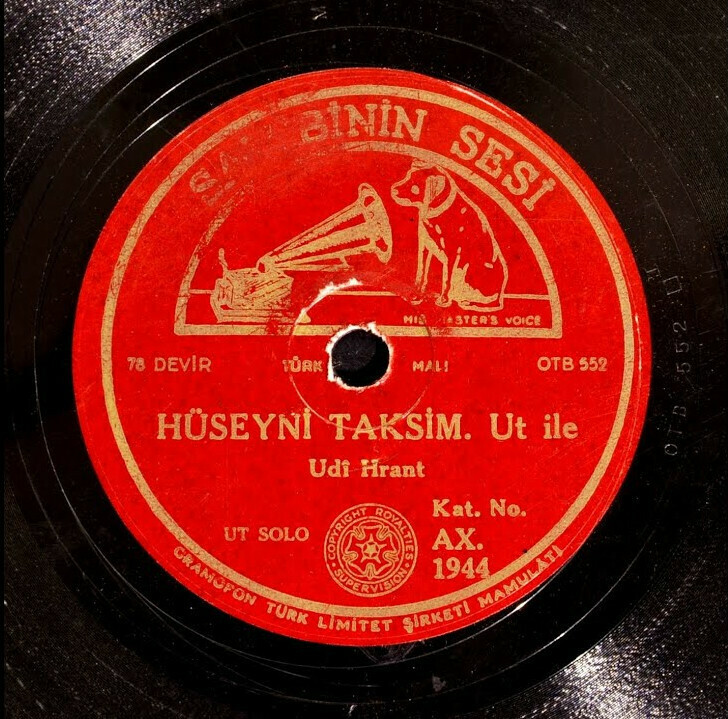 SAHİBİNİN SESİ
HIS MASTER'S VOICE
78 DEVİR TÜRK MALI OTB 552
HÜSEYNİ TAKSİM. Ut ile
Udî Hrant
UT SOLO
COPYRIGHT ROYALTIES
SUPERVISION
Kat. No.
AX.
1944
GRAMOFON TÜRK LİMİTET ŞİRKETİ MAMULÂTI
OTB 552